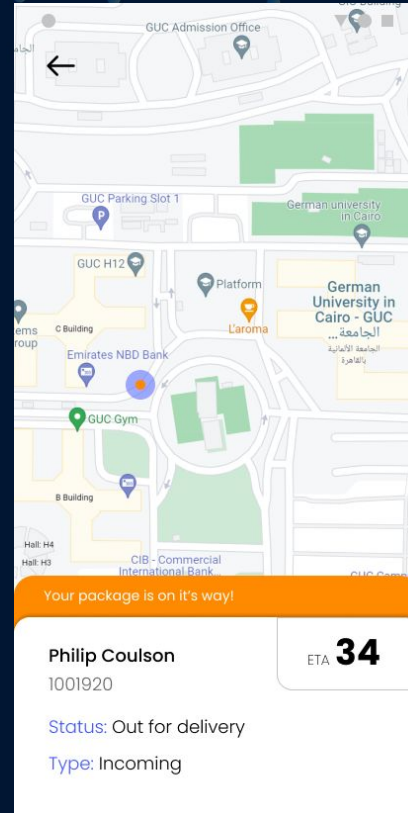 GUC Admission Office
GUC Parking Slot 1
German university
in Cairo
GUC H12
Platform
German
University in
Cairo - GUC
الجامعة...
الجامعة الألمانية
بالقاهرة
L'aroma
ems
roup
C Building
Emirates NBD Bank
GUC Gym
B Building
Hall: H4
Hall: H3
CIB - Commercial
International Bank...
Your package is on it's way!
Philip Coulson
ETA 34
1001920
Status: Out for delivery
Type: Incoming